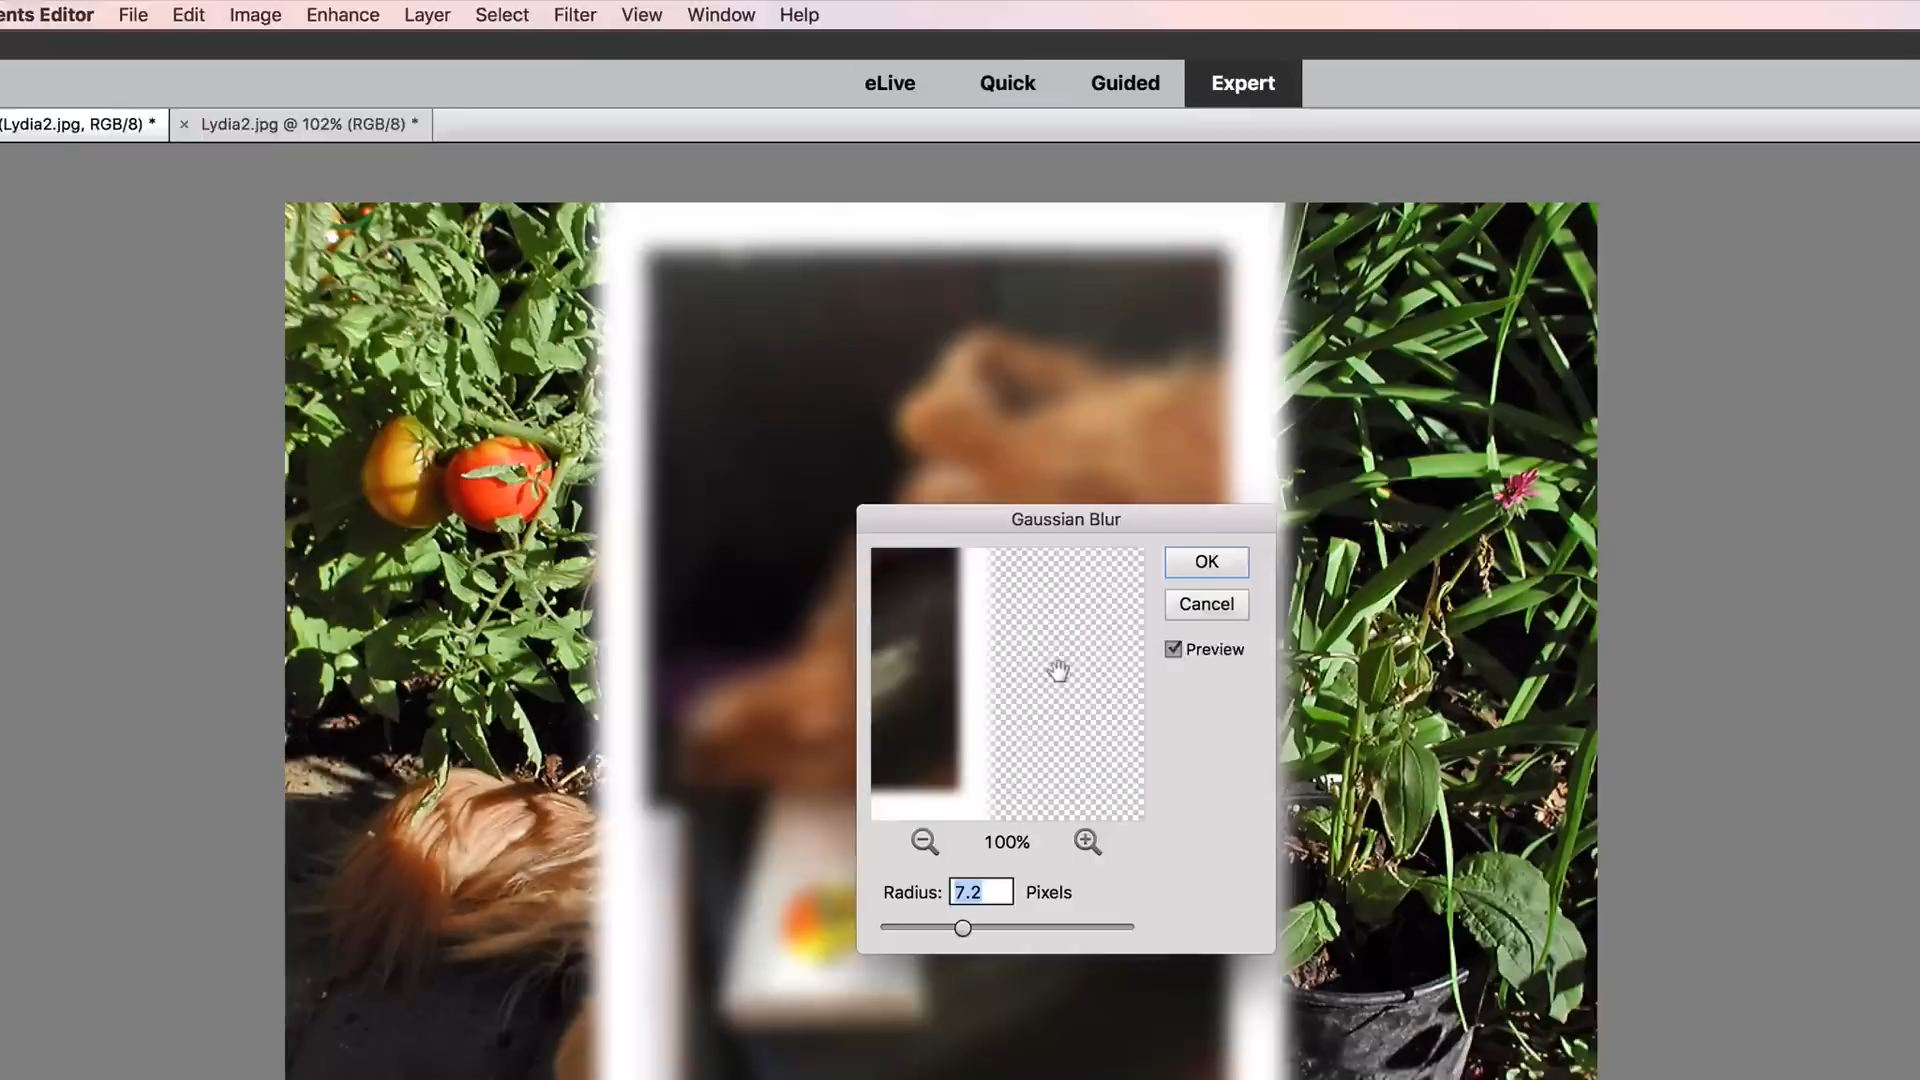 ents Editor File Edit Image Enhance Layer Select Filter View Window Help
eLive Quick Guided Expert
(Lydia2.jpg, RGB/8) * × Lydia2.jpg @ 102% (RGB/8) *
Gaussian Blur
OK
Cancel
Preview
100%
Radius: 7.2 Pixels